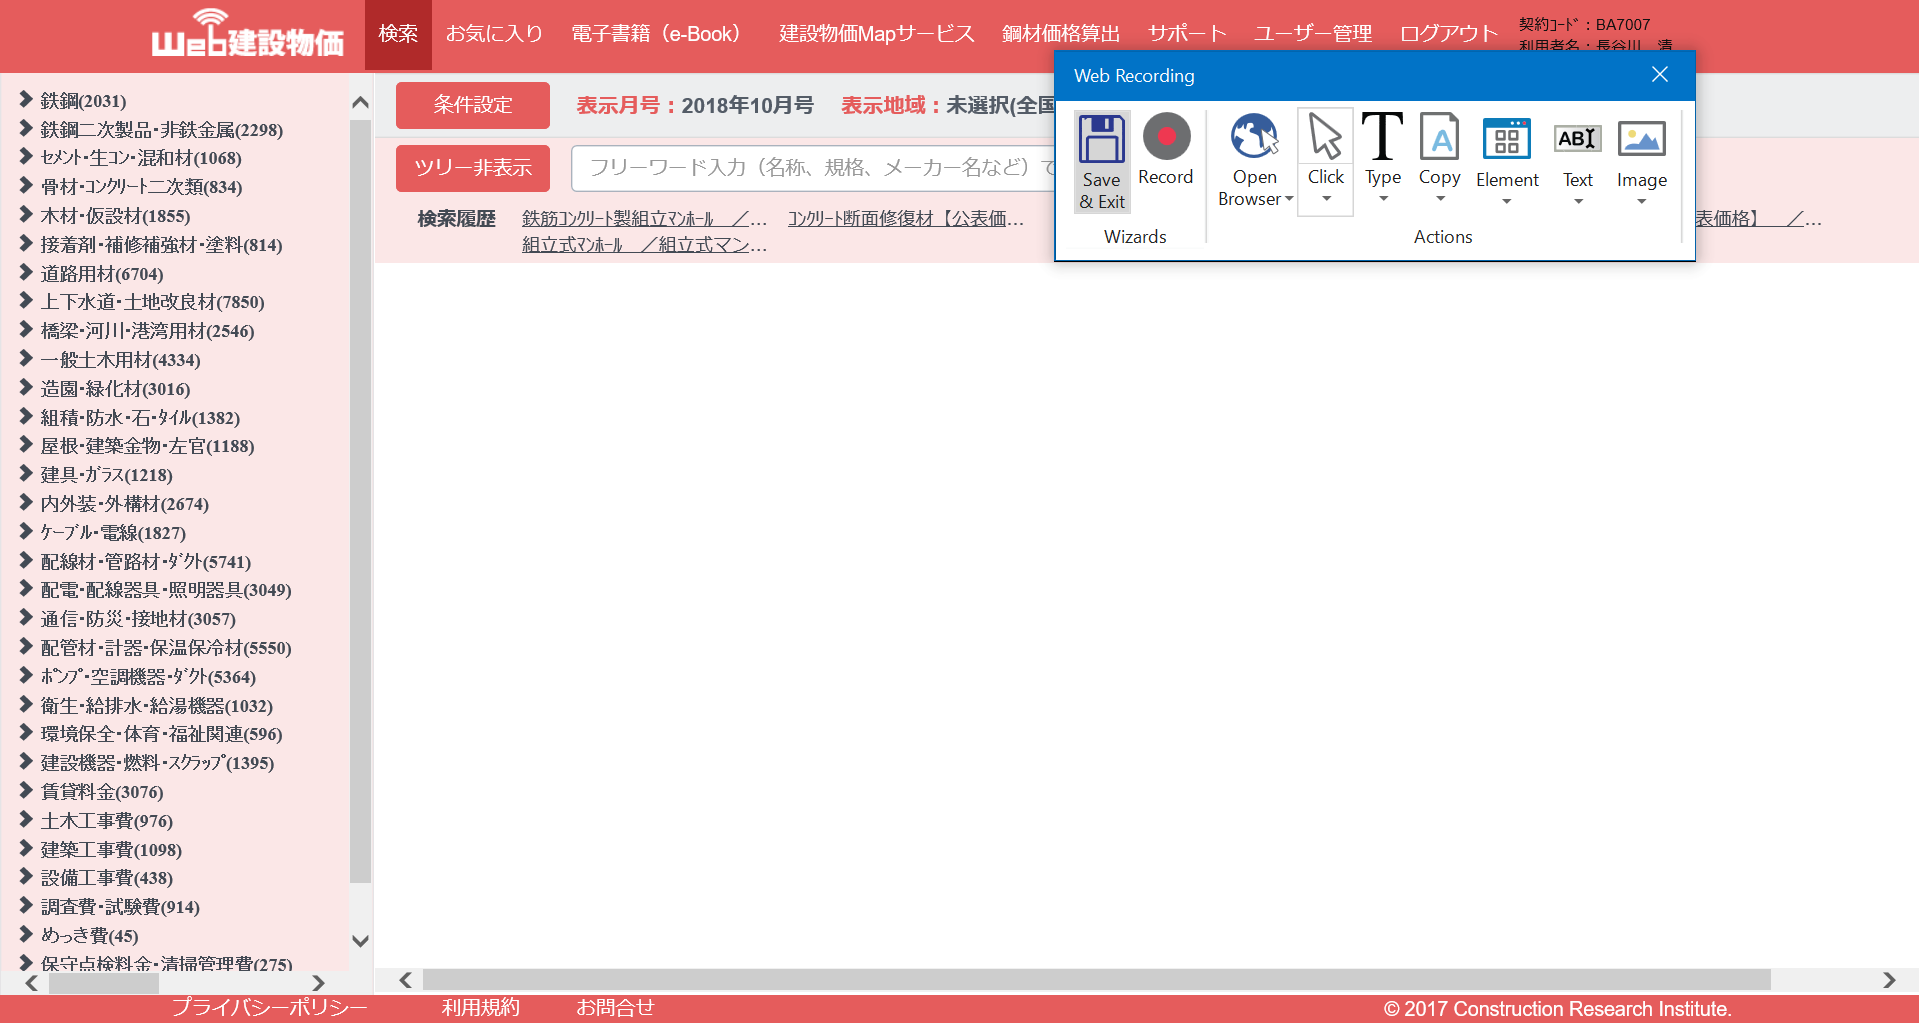 Web建設物価
検索
お気に入り
電子書籍（e-Book）
建設物価Mapサービス
鋼材価格算出
サポート
ユーザー管理
ログアウト
契約ｺｰﾄﾞ：BA7007
利用者名：長谷川　清
鉄鋼(2031)
鉄鋼二次製品･非鉄金属(2298)
ｾﾒﾝﾄ･生ｺﾝ･混和材(1068)
骨材･ｺﾝｸﾘｰﾄ二次類(834)
木材･仮設材(1855)
接着剤･補修補強材･塗料(814)
道路用材(6704)
上下水道･土地改良材(7850)
橋梁･河川･港湾用材(2546)
一般土木用材(4334)
造園･緑化材(3016)
組積･防水･石･ﾀｲﾙ(1382)
屋根･建築金物･左官(1188)
建具･ｶﾞﾗｽ(1218)
内外装･外構材(2674)
ｹｰﾌﾞﾙ･電線(1827)
配線材･管路材･ﾀﾞｸﾄ(5741)
配電･配線器具･照明器具(3049)
通信･防災･接地材(3057)
配管材･計器･保温保冷材(5550)
ﾎﾟﾝﾌﾟ･空調機器･ﾀﾞｸﾄ(5364)
衛生･給排水･給湯機器(1032)
環境保全･体育･福祉関連(596)
建設機器･燃料･ｽｸﾗｯﾌﾟ(1395)
賃貸料金(3076)
土木工事費(976)
建築工事費(1098)
設備工事費(438)
調査費･試験費(914)
めっき費(45)
保守点検料金･清掃管理費(275)
条件設定
表示月号：2018年10月号
表示地域：未選択(全国
ツリー非表示
フリーワード入力（名称、規格、メーカー名など）で
検索履歴
鉄筋ｺﾝｸﾘｰﾄ製組立ﾏﾝﾎｰﾙ　／...
ｺﾝｸﾘｰﾄ断面修復材【公表価...
表価格】　／...
組立式ﾏﾝﾎｰﾙ　／組立式マン...
Web Recording
Save & Exit
Record
Open Browser
Click
Type
Copy
Element
Text
Image
Wizards
Actions
プライバシーポリシー
利用規約
お問合せ
© 2017 Construction Research Institute.